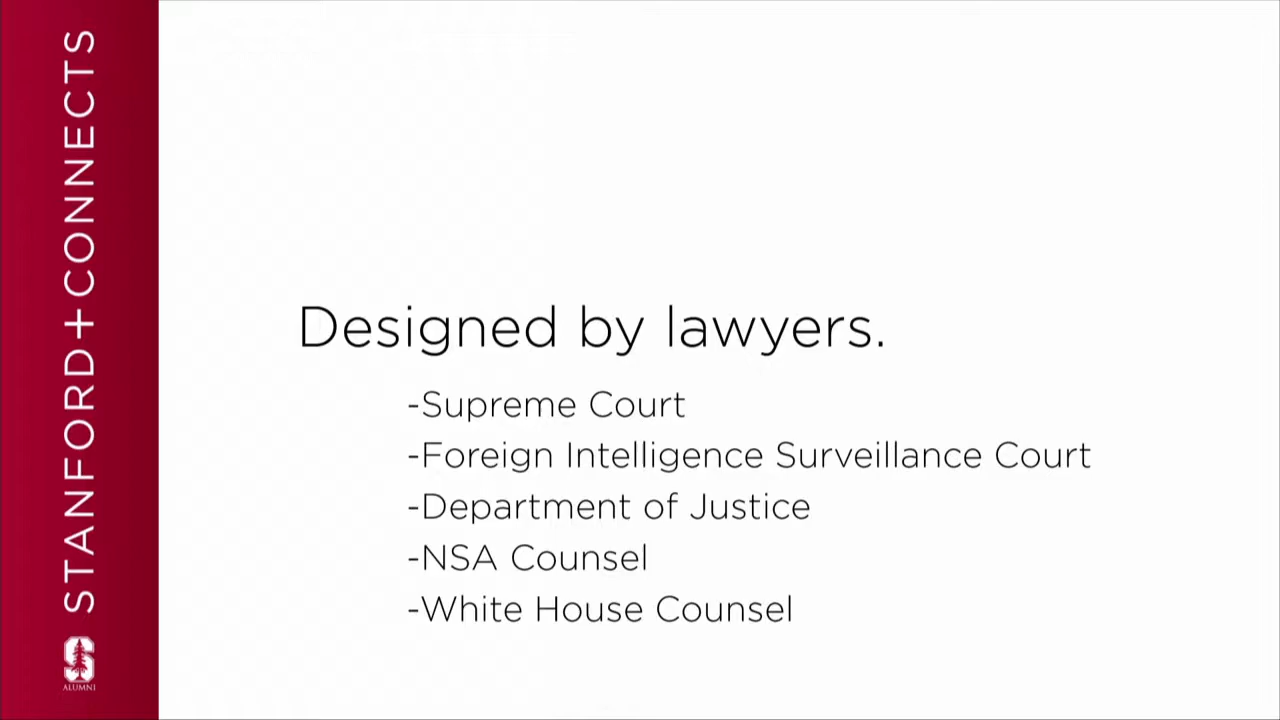 STANFORD+CONNECTS
S
ALUMNI
Designed by lawyers.
-Supreme Court
-Foreign Intelligence Surveillance Court
-Department of Justice
-NSA Counsel
-White House Counsel